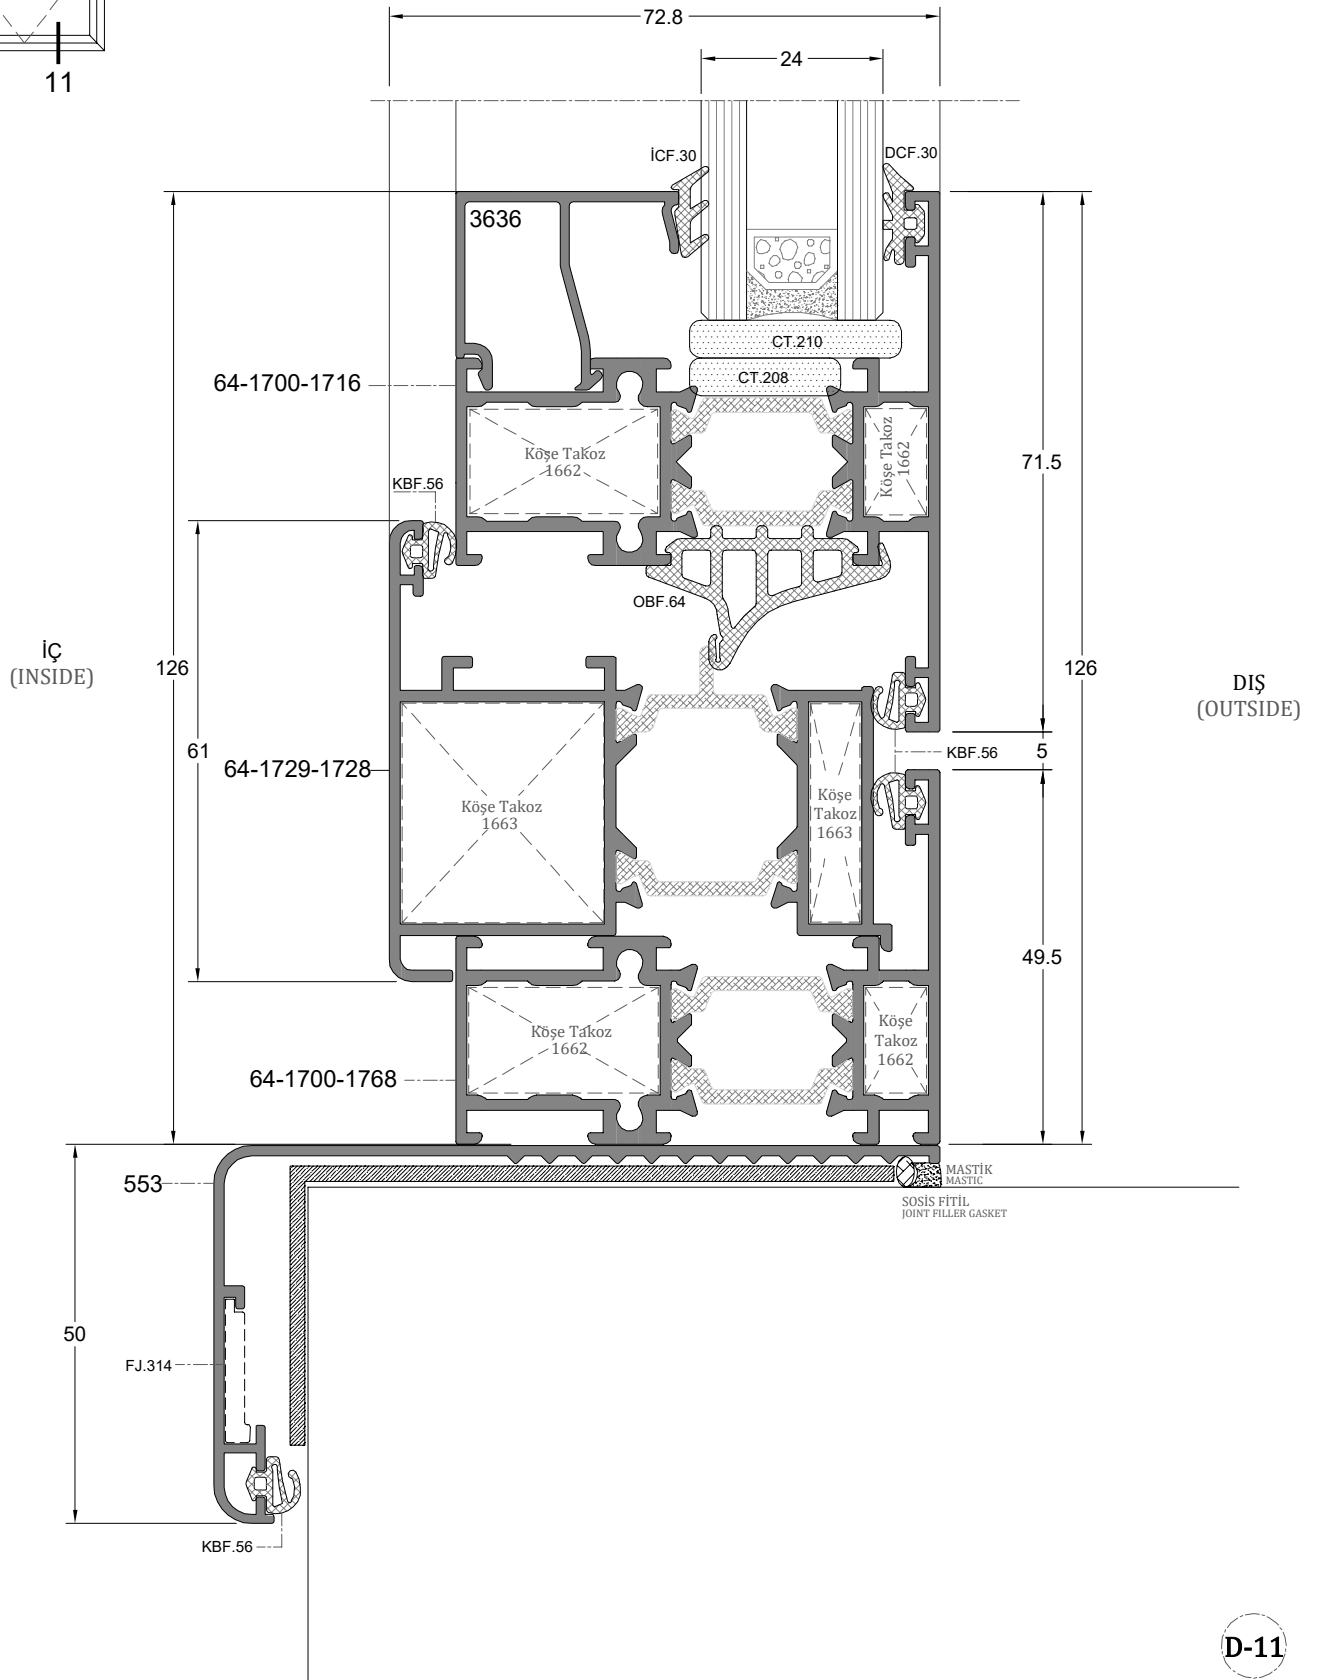 72.8
24
11
İCF.30
DCF.30
3636
CT.210
64-1700-1716
CT.208
Köşe Takoz
1662
Köşe Takoz
1662
71.5
KBF.56
OBF.64
İÇ
(INSIDE)
126
126
DIŞ
(OUTSIDE)
61
64-1729-1728
KBF.56
5
Köşe Takoz
1663
Köşe
Takoz
1663
49.5
Köşe Takoz
1662
Köşe
Takoz
1662
64-1700-1768
553
MASTİK
MASTIC
SOSİS FİTİL
JOINT FILLER GASKET
50
FJ.314
KBF.56
D-11